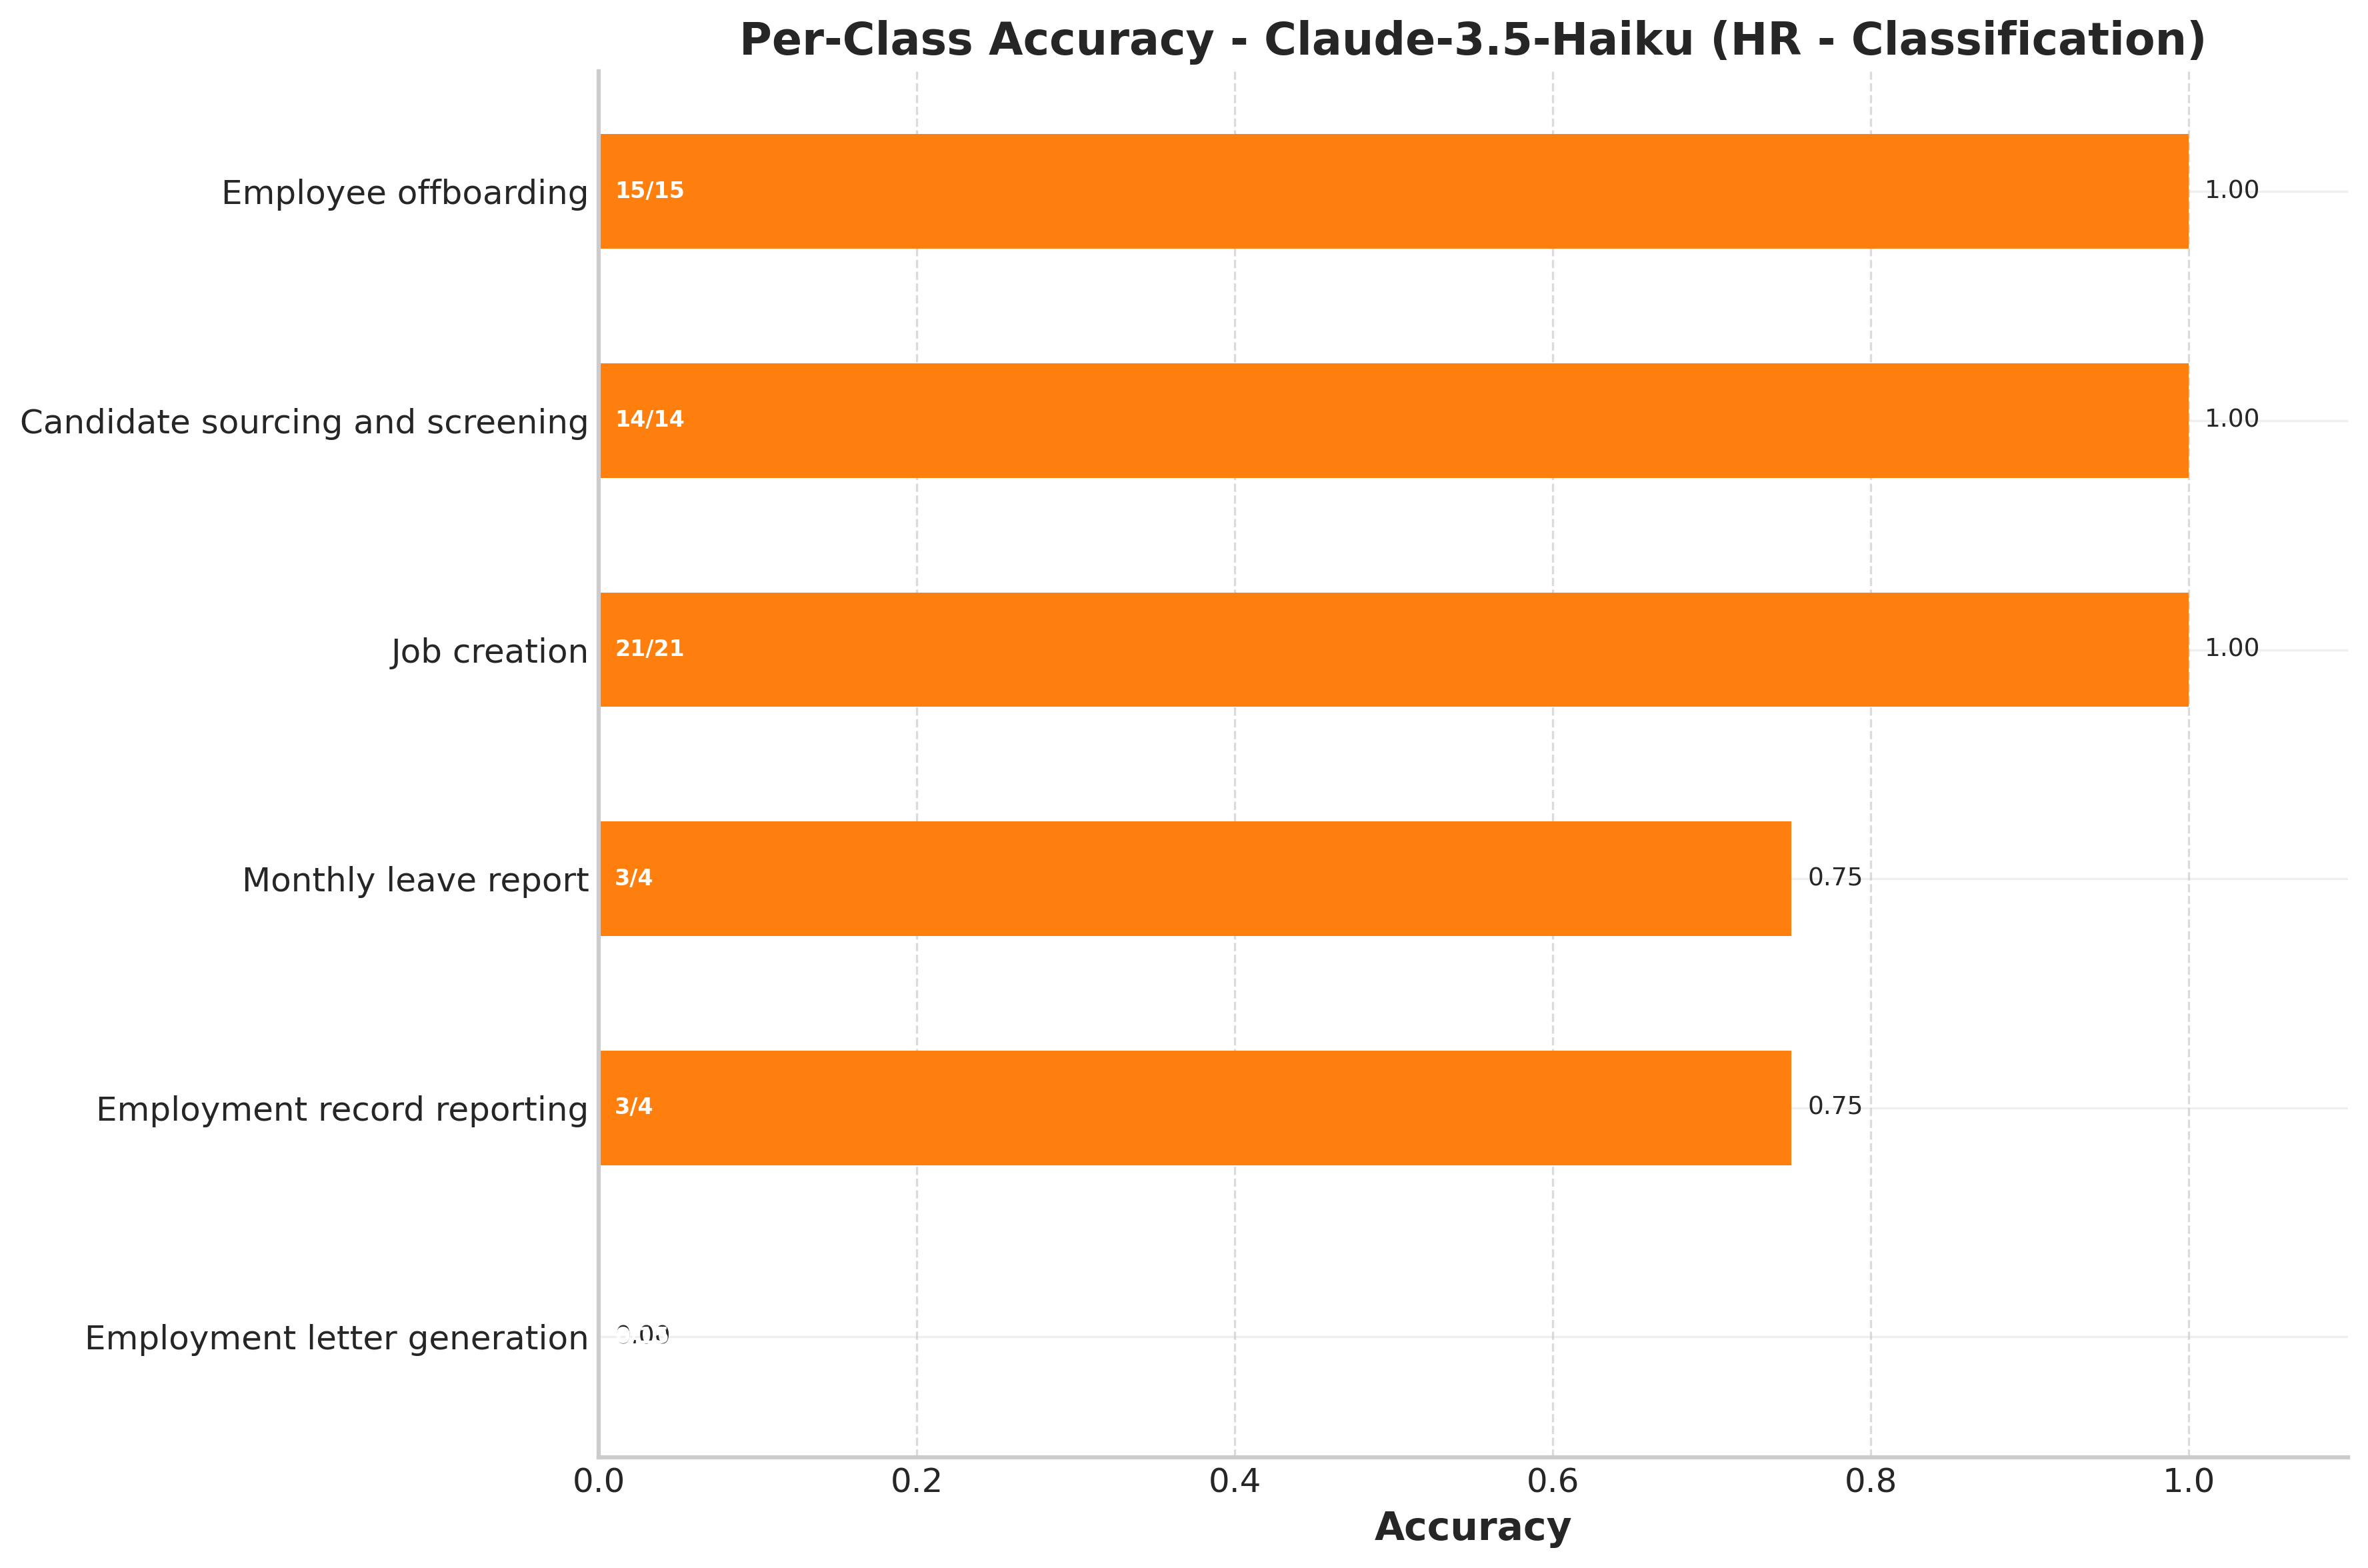 Per-Class Accuracy - Claude-3.5-Haiku (HR - Classification)
Employee offboarding 15/15 1.00
Candidate sourcing and screening 14/14 1.00
Job creation 21/21 1.00
Monthly leave report 3/4 0.75
Employment record reporting 3/4 0.75
Employment letter generation 0.00
0.0 0.2 0.4 0.6 0.8 1.0
Accuracy